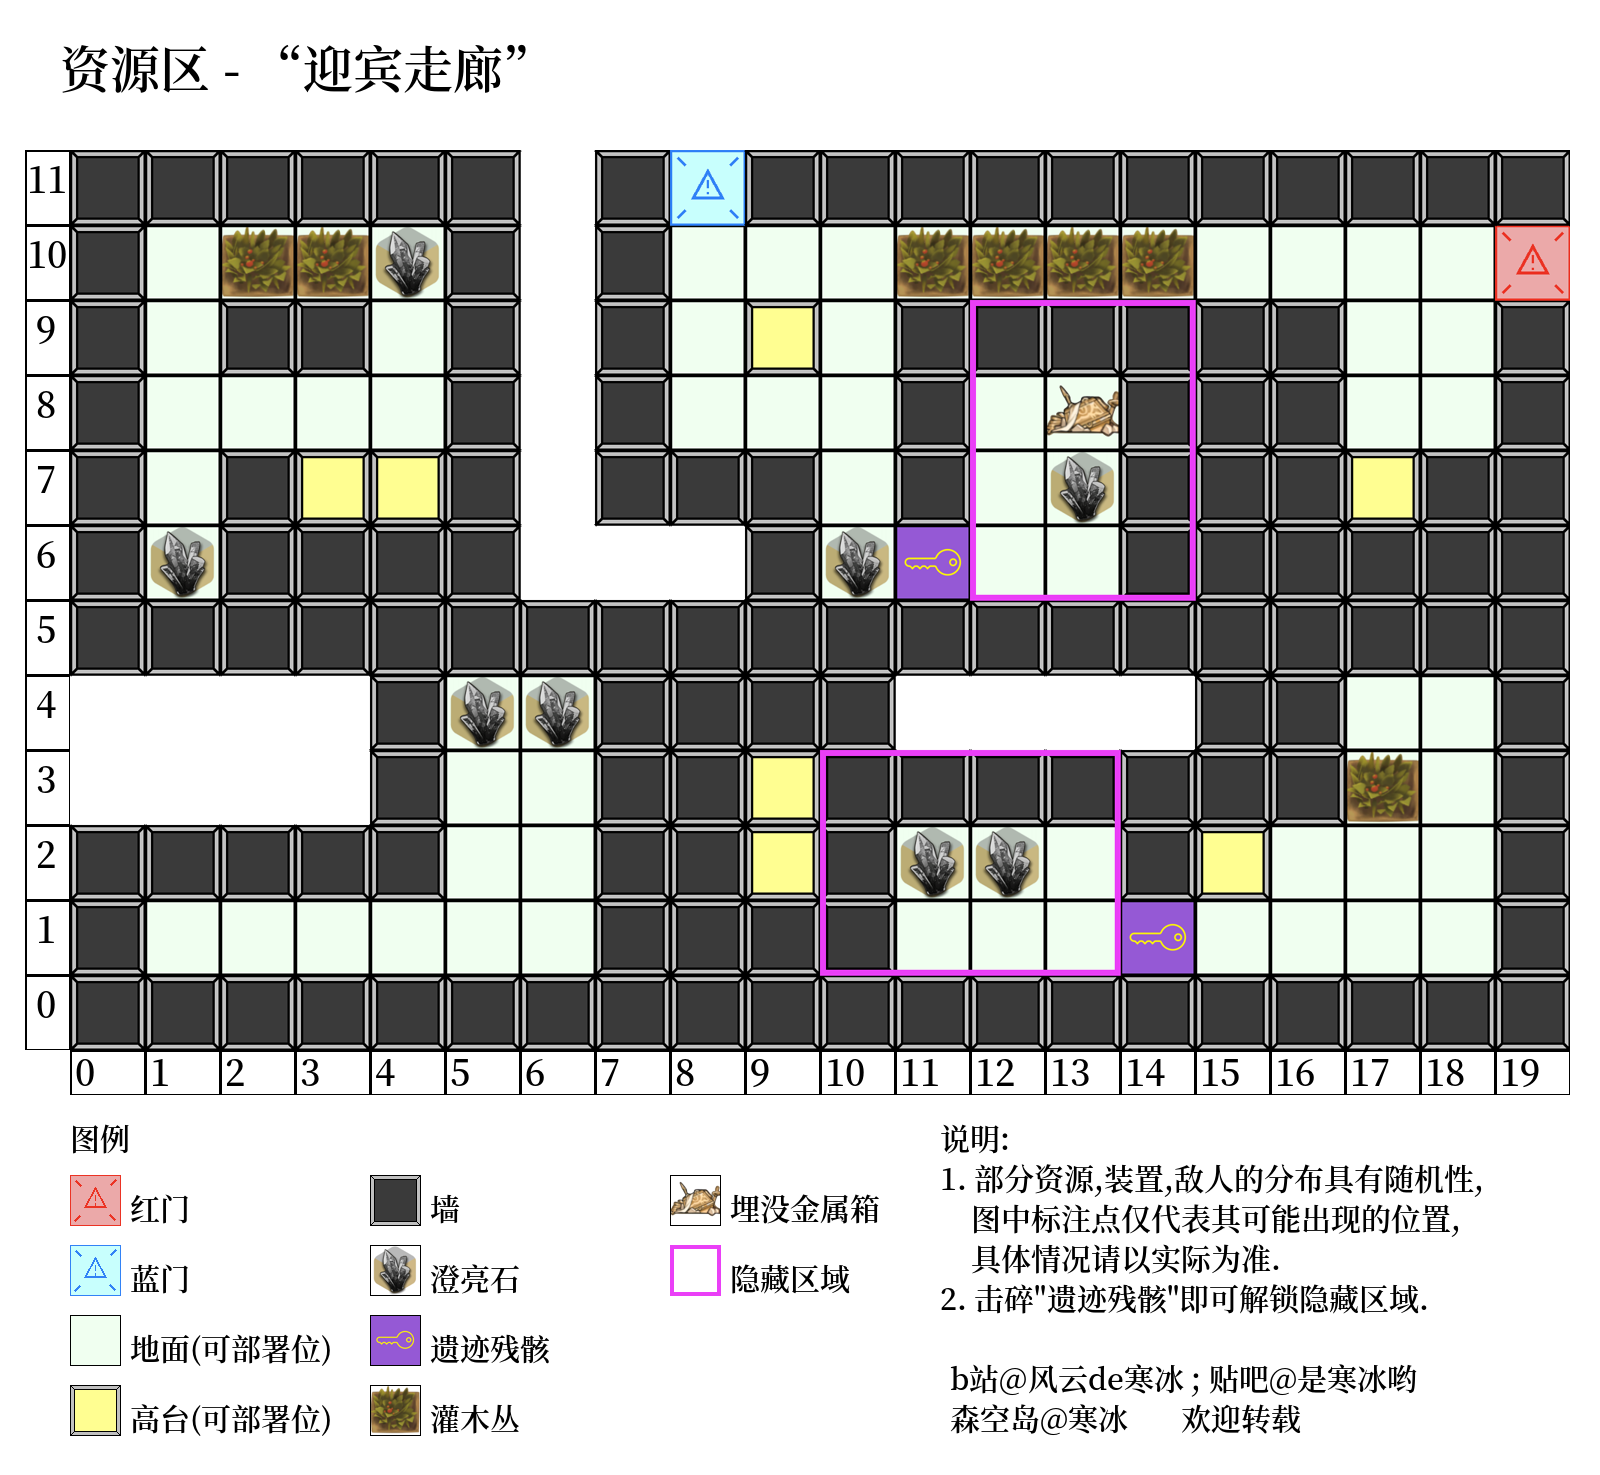 资源区 - “迎宾走廊”
11
10
9
8
7
6
5
4
3
2
1
0
0 1 2 3 4 5 6 7 8 9 10 11 12 13 14 15 16 17 18 19
图例
红门
墙
埋没金属箱
蓝门
澄亮石
隐藏区域
地面(可部署位)
遗迹残骸
高台(可部署位)
灌木丛
说明:
1. 部分资源,装置,敌人的分布具有随机性,
图中标注点仅代表其可能出现的位置,
具体情况请以实际为准.
2. 击碎"遗迹残骸"即可解锁隐藏区域.
b站@风云de寒冰 ; 贴吧@是寒冰哟
森空岛@寒冰 欢迎转载